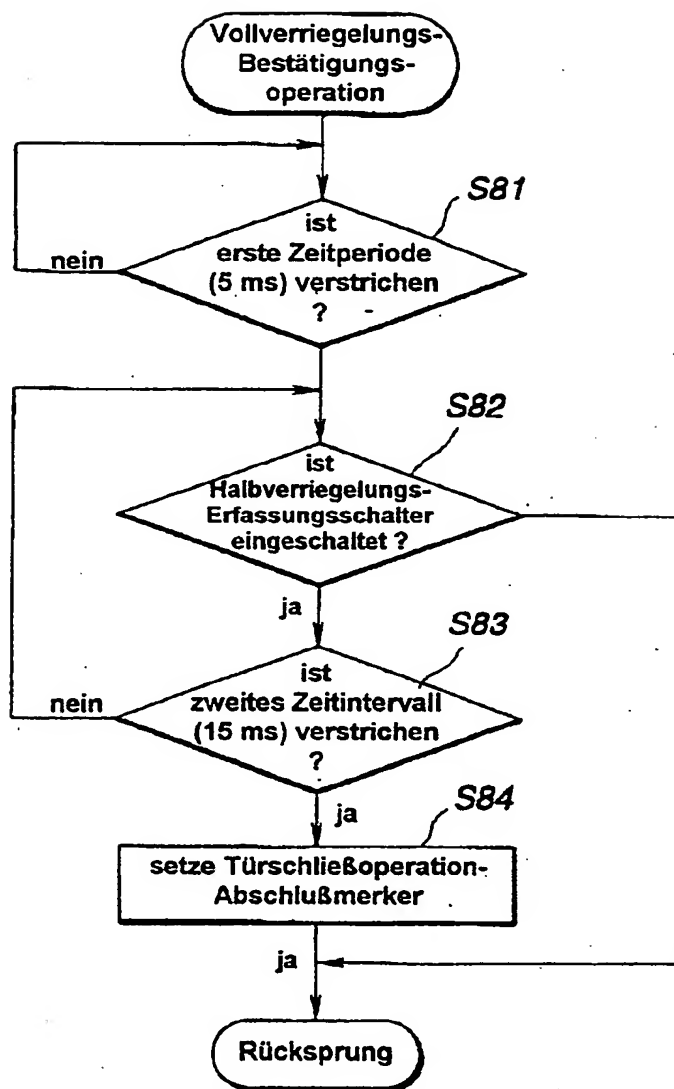 Vollverriegelungs-
Bestätigungs-
operation
S81
ist
erste Zeitperiode
(5 ms) verstrichen
?
nein
S82
ist
Halbverriegelungs-
Erfassungsschalter
eingeschaltet ?
ja
S83
ist
zweites Zeitintervall
(15 ms) verstrichen
?
nein
ja
S84
setze Türschließoperation-
Abschlußmerker
ja
Rücksprung